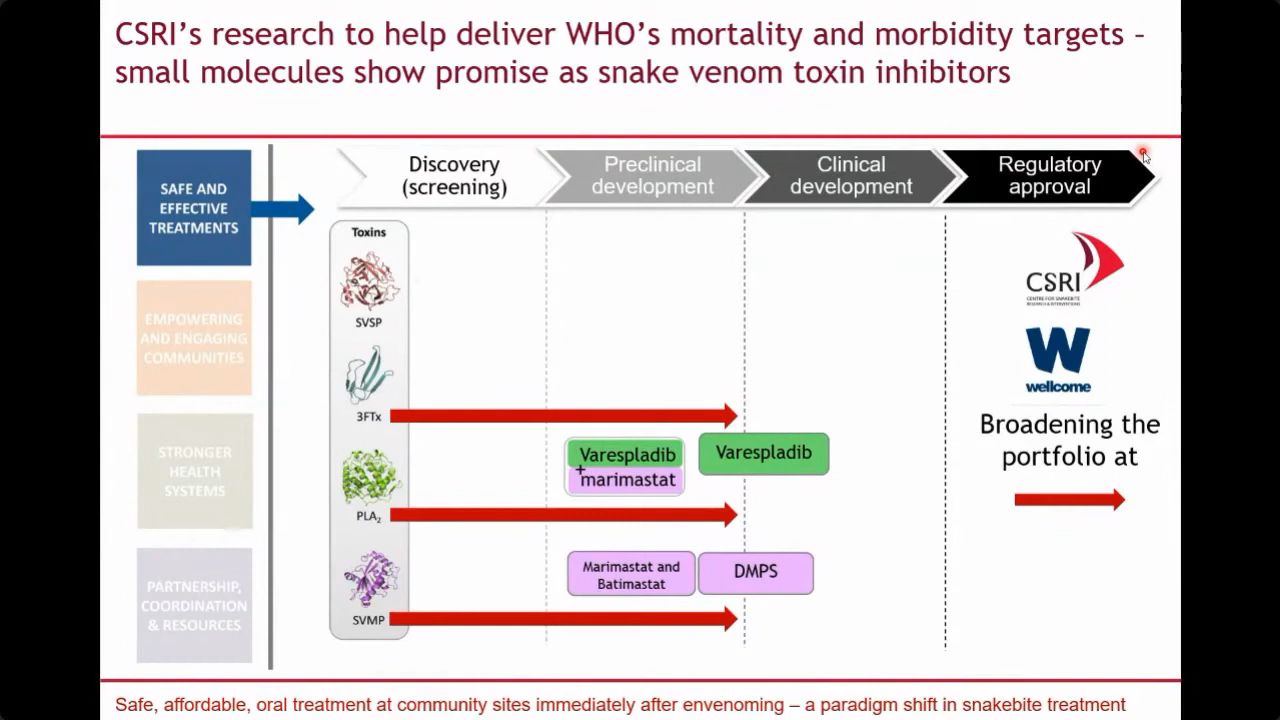 CSRI’s research to help deliver WHO’s mortality and morbidity targets –
small molecules show promise as snake venom toxin inhibitors
SAFE AND
EFFECTIVE
TREATMENTS
EMPOWERING
AND ENGAGING
COMMUNITIES
STRONGER
HEALTH
SYSTEMS
PARTNERSHIP,
COORDINATION
& RESOURCES
Discovery
(screening)
Preclinical
development
Clinical
development
Regulatory
approval
Toxins
SVSP
3FTx
PLA₂
SVMP
Varespladib
+
marimastat
Varespladib
Marimastat and
Batimastat
DMPS
CSRI
CENTRE FOR SNAKEBITE
RESEARCH & INTERVENTIONS
W
wellcome
Broadening the
portfolio at
Safe, affordable, oral treatment at community sites immediately after envenoming – a paradigm shift in snakebite treatment